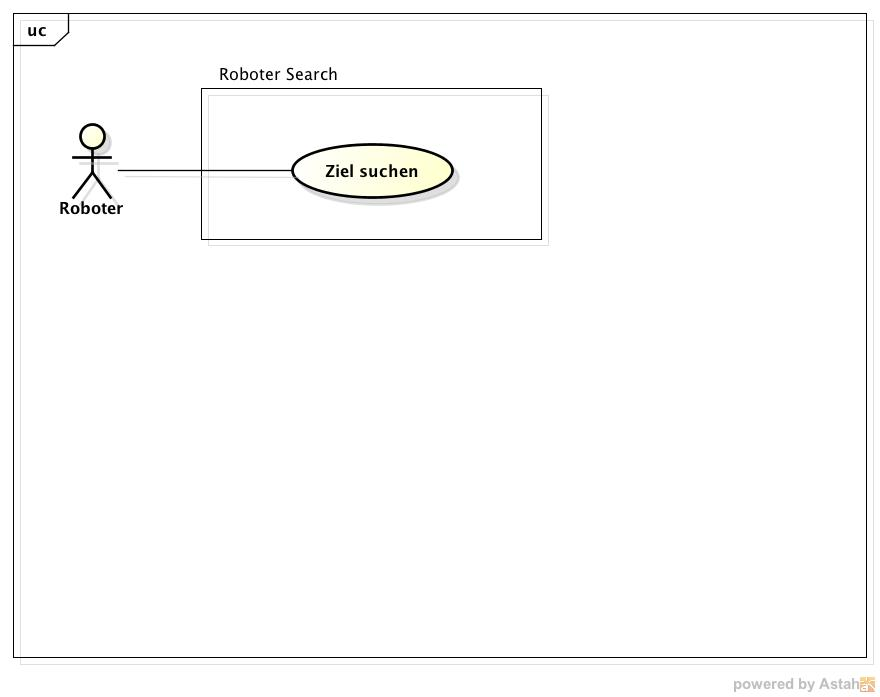 uc
Roboter Search
Ziel suchen
Roboter
powered by Astah